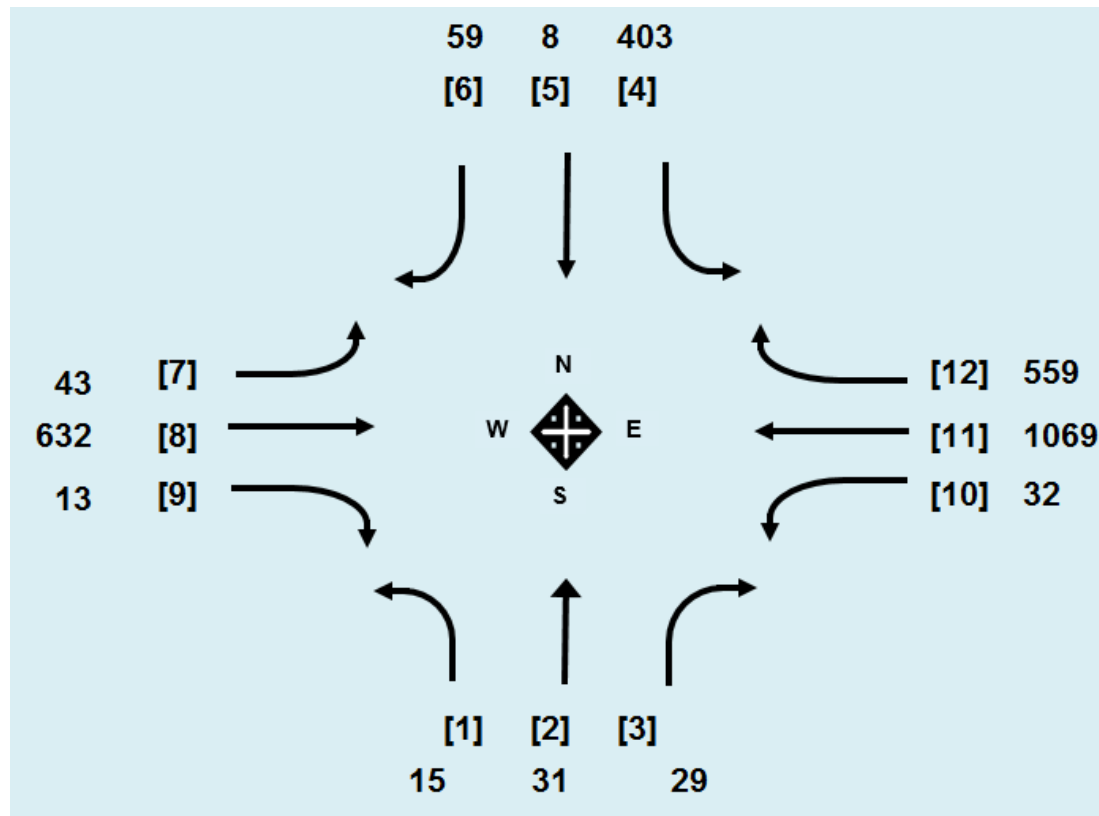 59 8 403
[6] [5] [4]
N
43 [7] [12] 559
632 [8] W E [11] 1069
13 [9] S [10] 32
[1] [2] [3]
15 31 29